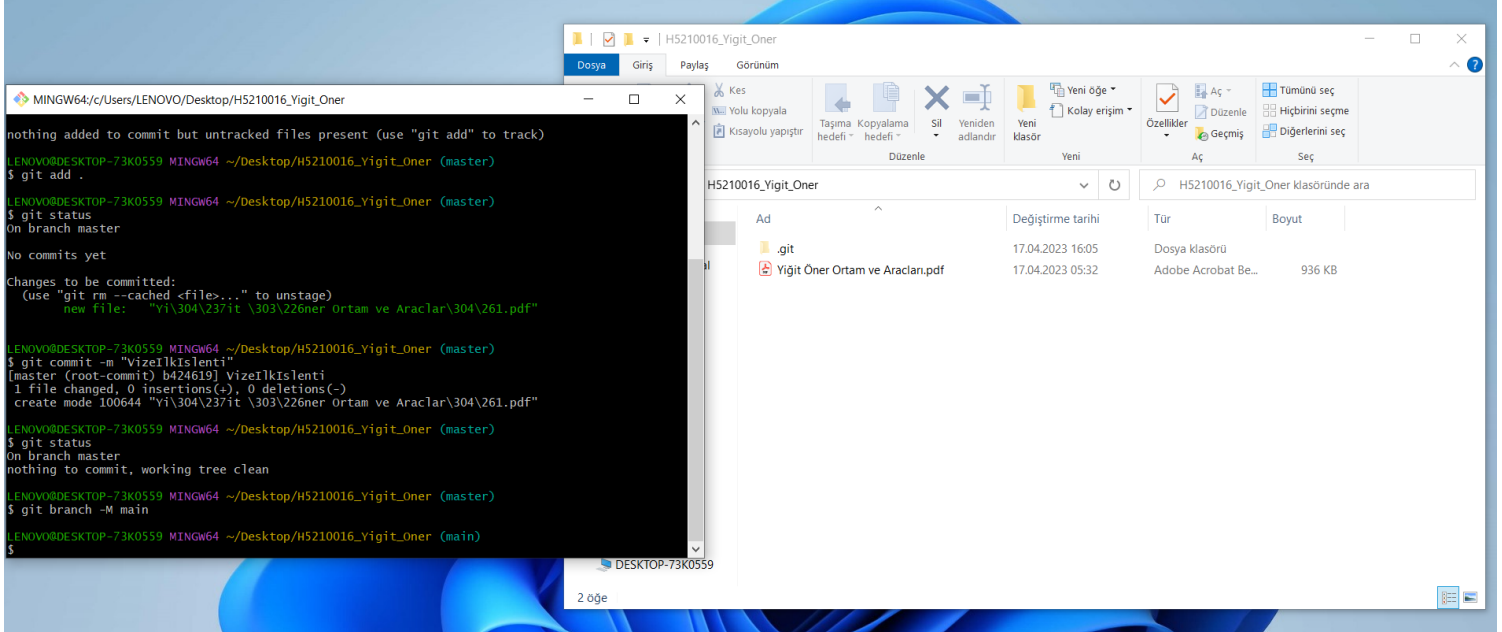 MINGW64:/c/Users/LENOVO/Desktop/H5210016_Yigit_Oner
nothing added to commit but untracked files present (use "git add" to track)
LENOVO@DESKTOP-73K0559 MINGW64 ~/Desktop/H5210016_Yigit_Oner (master)
$ git add .
LENOVO@DESKTOP-73K0559 MINGW64 ~/Desktop/H5210016_Yigit_Oner (master)
$ git status
On branch master
No commits yet
Changes to be committed:
(use "git rm --cached <file>..." to unstage)
new file: "Yi\304\237it \303\226ner Ortam ve Araclar\304\261.pdf"
LENOVO@DESKTOP-73K0559 MINGW64 ~/Desktop/H5210016_Yigit_Oner (master)
$ git commit -m "VizeIlkIslenti"
[master (root-commit) b424619] VizeIlkIslenti
1 file changed, 0 insertions(+), 0 deletions(-)
create mode 100644 "Yi\304\237it \303\226ner Ortam ve Araclar\304\261.pdf"
LENOVO@DESKTOP-73K0559 MINGW64 ~/Desktop/H5210016_Yigit_Oner (master)
$ git status
On branch master
nothing to commit, working tree clean
LENOVO@DESKTOP-73K0559 MINGW64 ~/Desktop/H5210016_Yigit_Oner (master)
$ git branch -M main
LENOVO@DESKTOP-73K0559 MINGW64 ~/Desktop/H5210016_Yigit_Oner (main)
$
H5210016_Yigit_Oner
Dosya Giriş Paylaş Görünüm
Kes
Yolu kopyala
Kısayolu yapıştır
Taşıma hedefi
Kopyalama hedefi
Sil
Yeniden adlandır
Düzenle
Yeni klasör
Yeni öğe
Kolay erişim
Yeni
Özellikler
Aç
Düzenle
Geçmiş
Aç
Tümünü seç
Hiçbirini seçme
Diğerlerini seç
Seç
H5210016_Yigit_Oner
H5210016_Yigit_Oner klasöründe ara
Ad Değiştirme tarihi Tür Boyut
.git 17.04.2023 16:05 Dosya klasörü
Yiğit Öner Ortam ve Aracları.pdf 17.04.2023 05:32 Adobe Acrobat Be... 936 KB
DESKTOP-73K0559
2 öğe